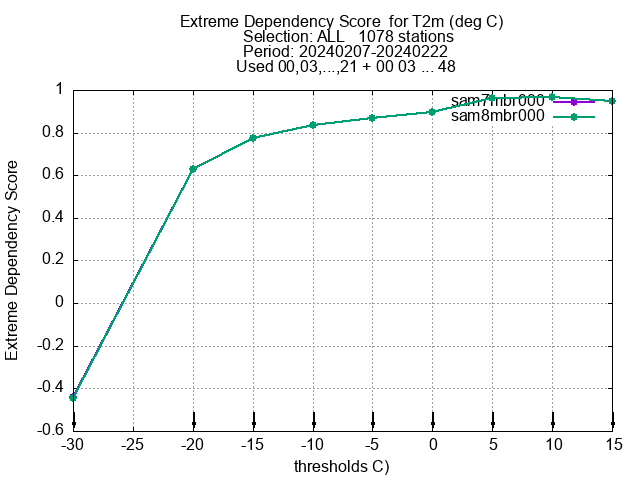 Extreme Dependency Score  for T2m (deg C)
Selection: ALL   1078 stations
Period: 20240207-20240222
Used 00,03,...,21 + 00 03 ... 48
sam7mbr000
sam8mbr000
Extreme Dependency Score
1
0.8
0.6
0.4
0.2
0
-0.2
-0.4
-0.6
-30 -25 -20 -15 -10 -5 0 5 10 15
thresholds C)